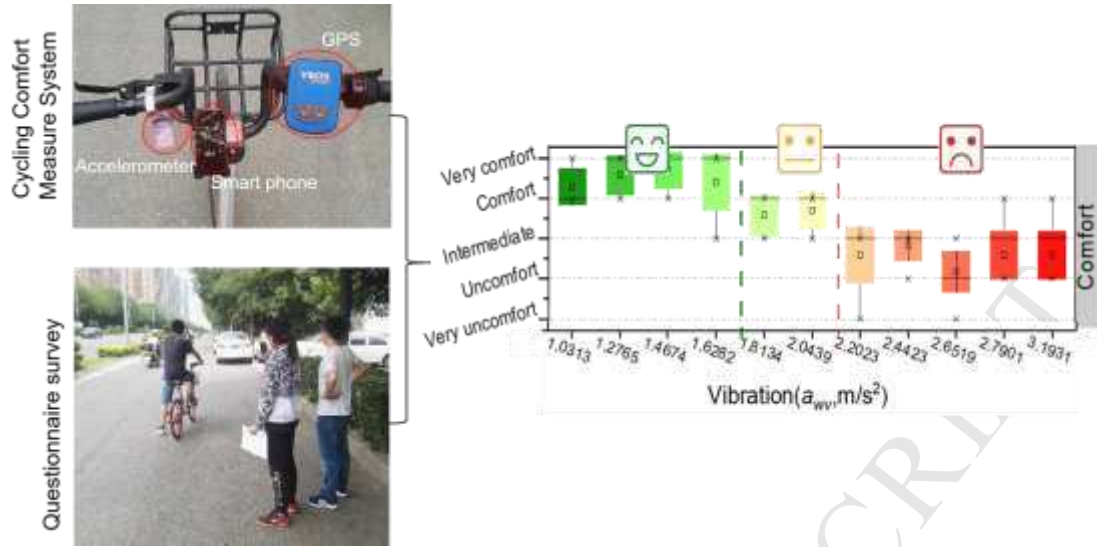 Cycling Comfort
Measure System
GPS
Accelerometer
Smart phone
Questionnaire survey
Very comfort
Comfort
Intermediate
Uncomfort
Very uncomfort
1.0313
1.2765
1.4674
1.6262
1.8134
2.0439
2.2023
2.4423
2.6519
2.7901
3.1931
Vibration(awv,m/s²)
Comfort
CRIPT